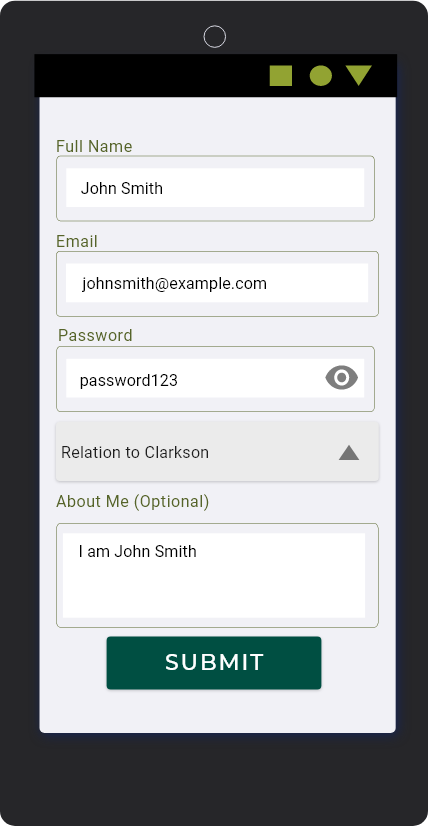 Full Name
John Smith
Email
johnsmith@example.com
Password
password123
Relation to Clarkson
About Me (Optional)
I am John Smith
SUBMIT